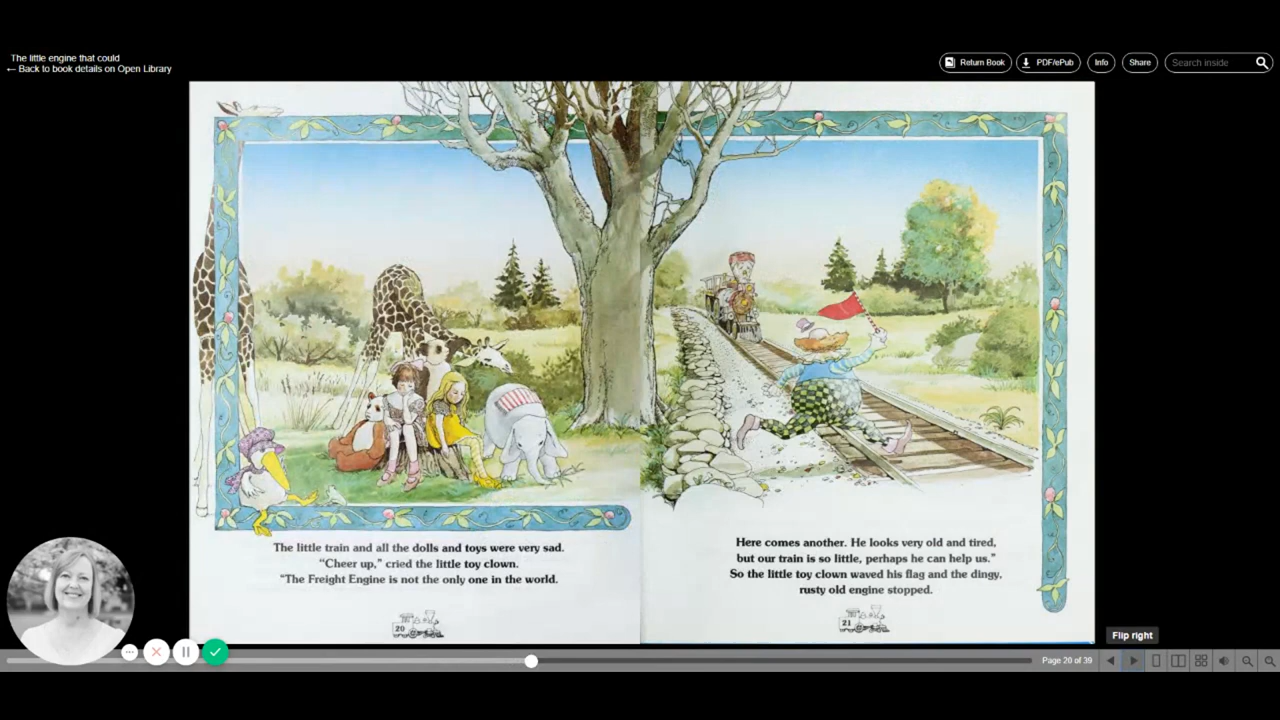 The little engine that could
← Back to book details on Open Library
Return Book
PDF/ePub
Info
Share
Search inside
The little train and all the dolls and toys were very sad.
"Cheer up," cried the little toy clown.
"The Freight Engine is not the only one in the world.
20
Here comes another. He looks very old and tired,
but our train is so little, perhaps he can help us."
So the little toy clown waved his flag and the dingy,
rusty old engine stopped.
21
Flip right
Page 20 of 39